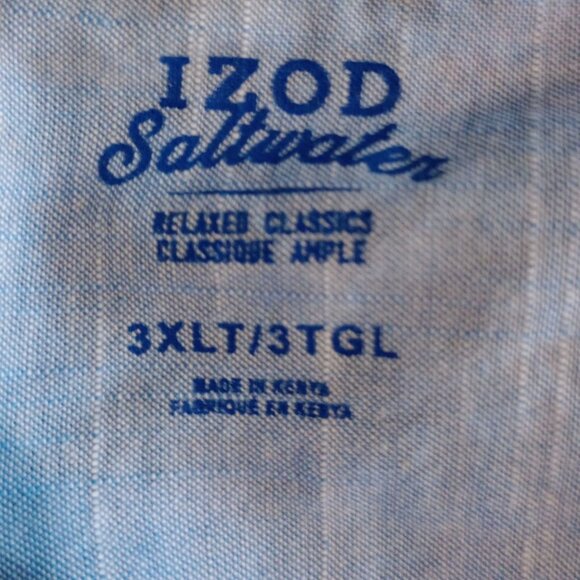 IZOD
Saltwater
RELAXED CLASSICS
CLASSIQUE AMPLE
3XLT/3TGL
MADE IN KENYA
FABRIQUÉ EN KENYA